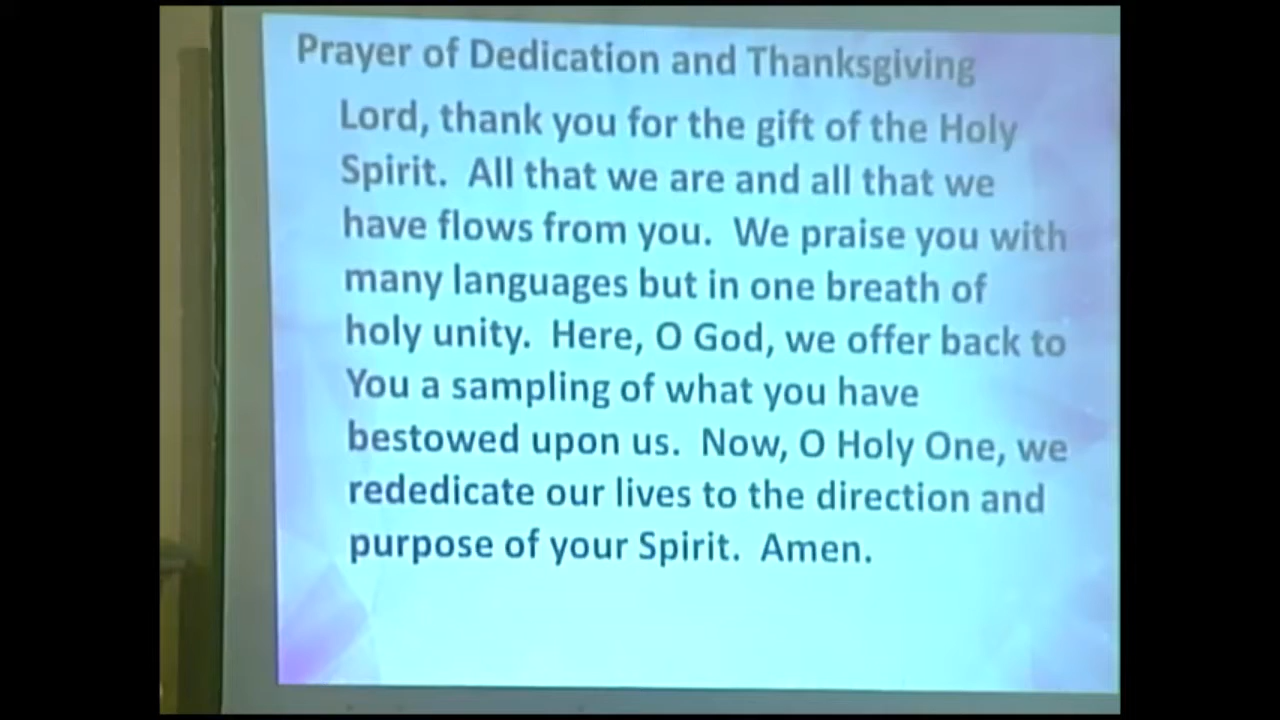 Prayer of Dedication and Thanksgiving
Lord, thank you for the gift of the Holy
Spirit.  All that we are and all that we
have flows from you.  We praise you with
many languages but in one breath of
holy unity.  Here, O God, we offer back to
You a sampling of what you have
bestowed upon us.  Now, O Holy One, we
rededicate our lives to the direction and
purpose of your Spirit.  Amen.